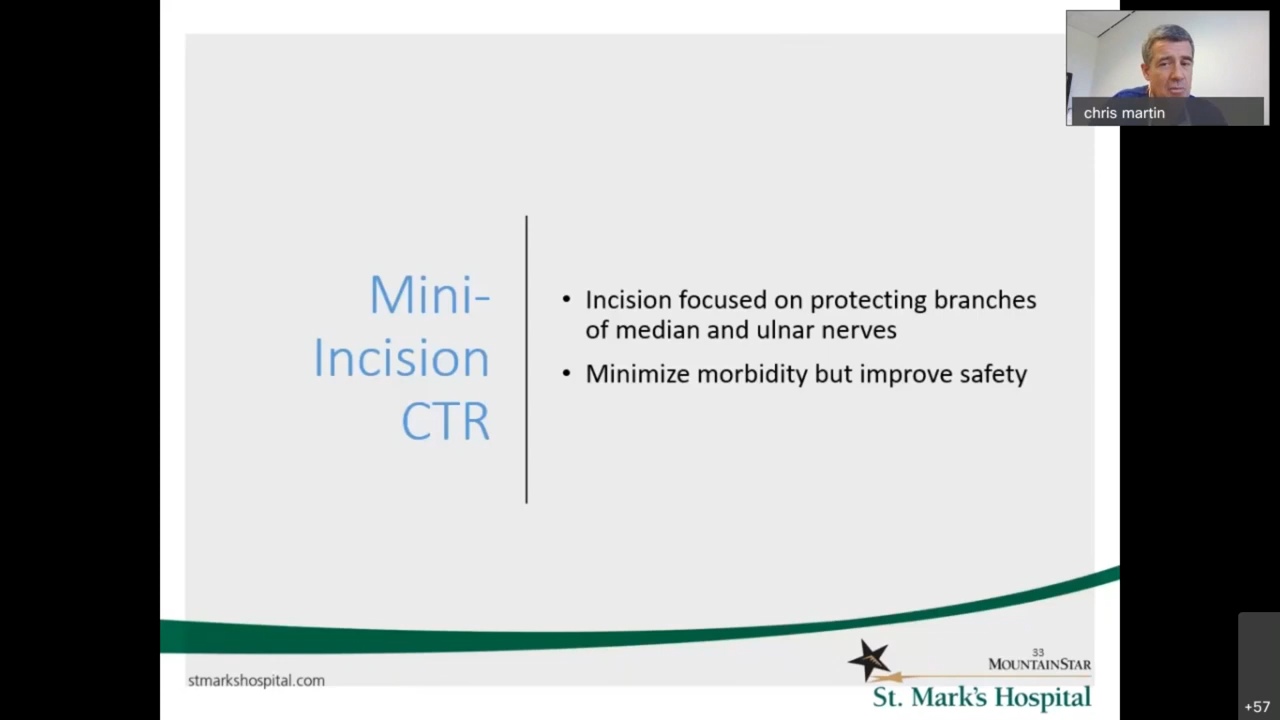 chris martin
Mini-
Incision
CTR
• Incision focused on protecting branches
of median and ulnar nerves
• Minimize morbidity but improve safety
stmarkshospital.com
33
MOUNTAINSTAR
St. Mark's Hospital
+57